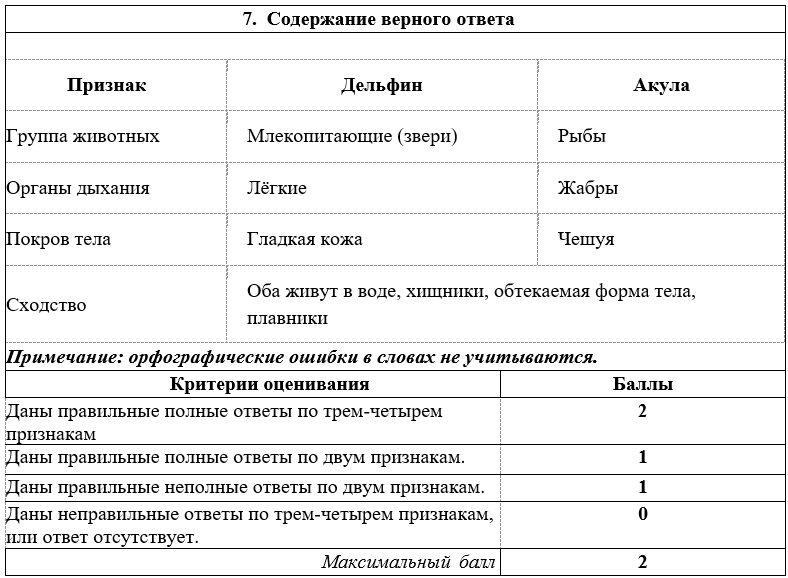 7. Содержание верного ответа
Признак Дельфин Акула
Группа животных Млекопитающие (звери) Рыбы
Органы дыхания Лёгкие Жабры
Покров тела Гладкая кожа Чешуя
Сходство Оба живут в воде, хищники, обтекаемая форма тела,
плавники
Примечание: орфографические ошибки в словах не учитываются.
Критерии оценивания Баллы
Даны правильные полные ответы по трем-четырем 2
признакам
Даны правильные полные ответы по двум признакам. 1
Даны правильные неполные ответы по двум признакам. 1
Даны неправильные ответы по трем-четырем признакам, 0
или ответ отсутствует.
Максимальный балл 2